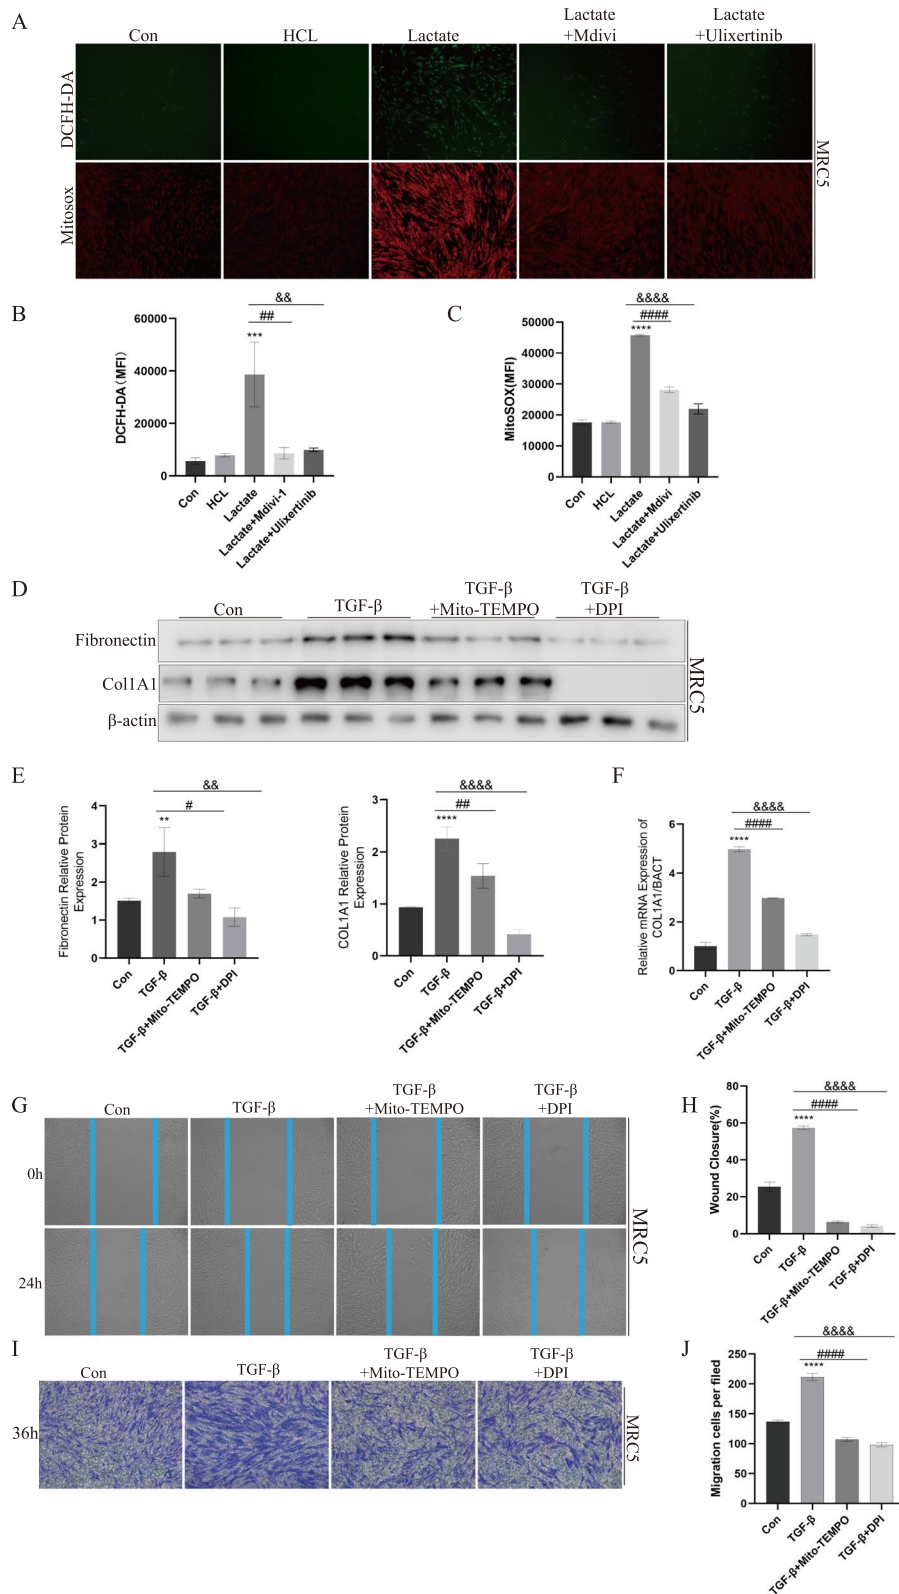 A
Con
HCL
Lactate
Lactate
+Mdivi
Lactate
+Ulixertinib
DCFH-DA
Mitosox
MRC5
B
DCFH-DA (MFI)
60000
40000
20000
0
&&
##
***
Con
HCL
Lactate
Lactate+Mdivi-1
Lactate+Ulixertinib
C
MitoSOX(MFI)
50000
40000
30000
20000
10000
0
&&&&
####
****
Con
HCL
Lactate
Lactate+Mdivi
Lactate+Ulixertinib
D
Con
TGF-β
TGF-β
+Mito-TEMPO
TGF-β
+DPI
Fibronectin
Col1A1
β-actin
MRC5
E
Fibronectin Relative Protein
Expression
4
3
2
1
0
&&
#
**
Con
TGF-β
TGF-β+Mito-TEMPO
TGF-β+DPI
COL1A1 Relative Protein
Expression
3
2
1
0
&&&&
##
****
Con
TGF-β
TGF-β+Mito-TEMPO
TGF-β+DPI
F
Relative mRNA Expression of
COL1A1/BACT
6
4
2
0
&&&&
####
****
Con
TGF-β
TGF-β+Mito-TEMPO
TGF-β+DPI
G
Con
TGF-β
TGF-β
+Mito-TEMPO
TGF-β
+DPI
0h
24h
MRC5
H
Wound Closure(%)
80
60
40
20
0
&&&&
####
****
Con
TGF-β
TGF-β+Mito-TEMPO
TGF-β+DPI
I
Con
TGF-β
TGF-β
+Mito-TEMPO
TGF-β
+DPI
36h
MRC5
J
Migration cells per filed
250
200
150
100
50
0
&&&&
####
****
Con
TGF-β
TGF-β+Mito-TEMPO
TGF-β+DPI